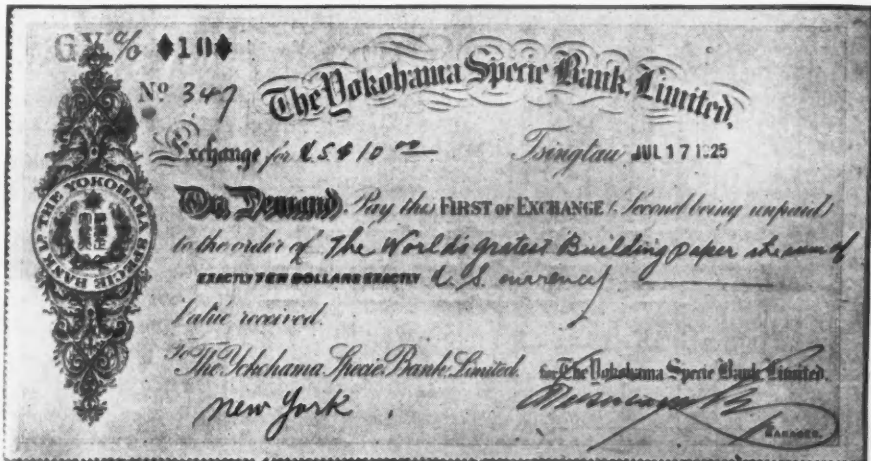 ♦10♦
No 347
The Yokohama Specie Bank, Limited.
Exchange for U.S.$10.00 Tsingtau JUL 17 1925
On Demand, Pay this FIRST of EXCHANGE (Second being unpaid)
to the order of The World's gratest Building paper the sum of
EXACTLY TEN DOLLARS EXACTLY U.S. currency
Value received.
To The Yokohama Specie Bank, Limited. for The Yokohama Specie Bank, Limited.
New York.
MANAGER.
THE YOKOHAMA SPECIE BANK LD